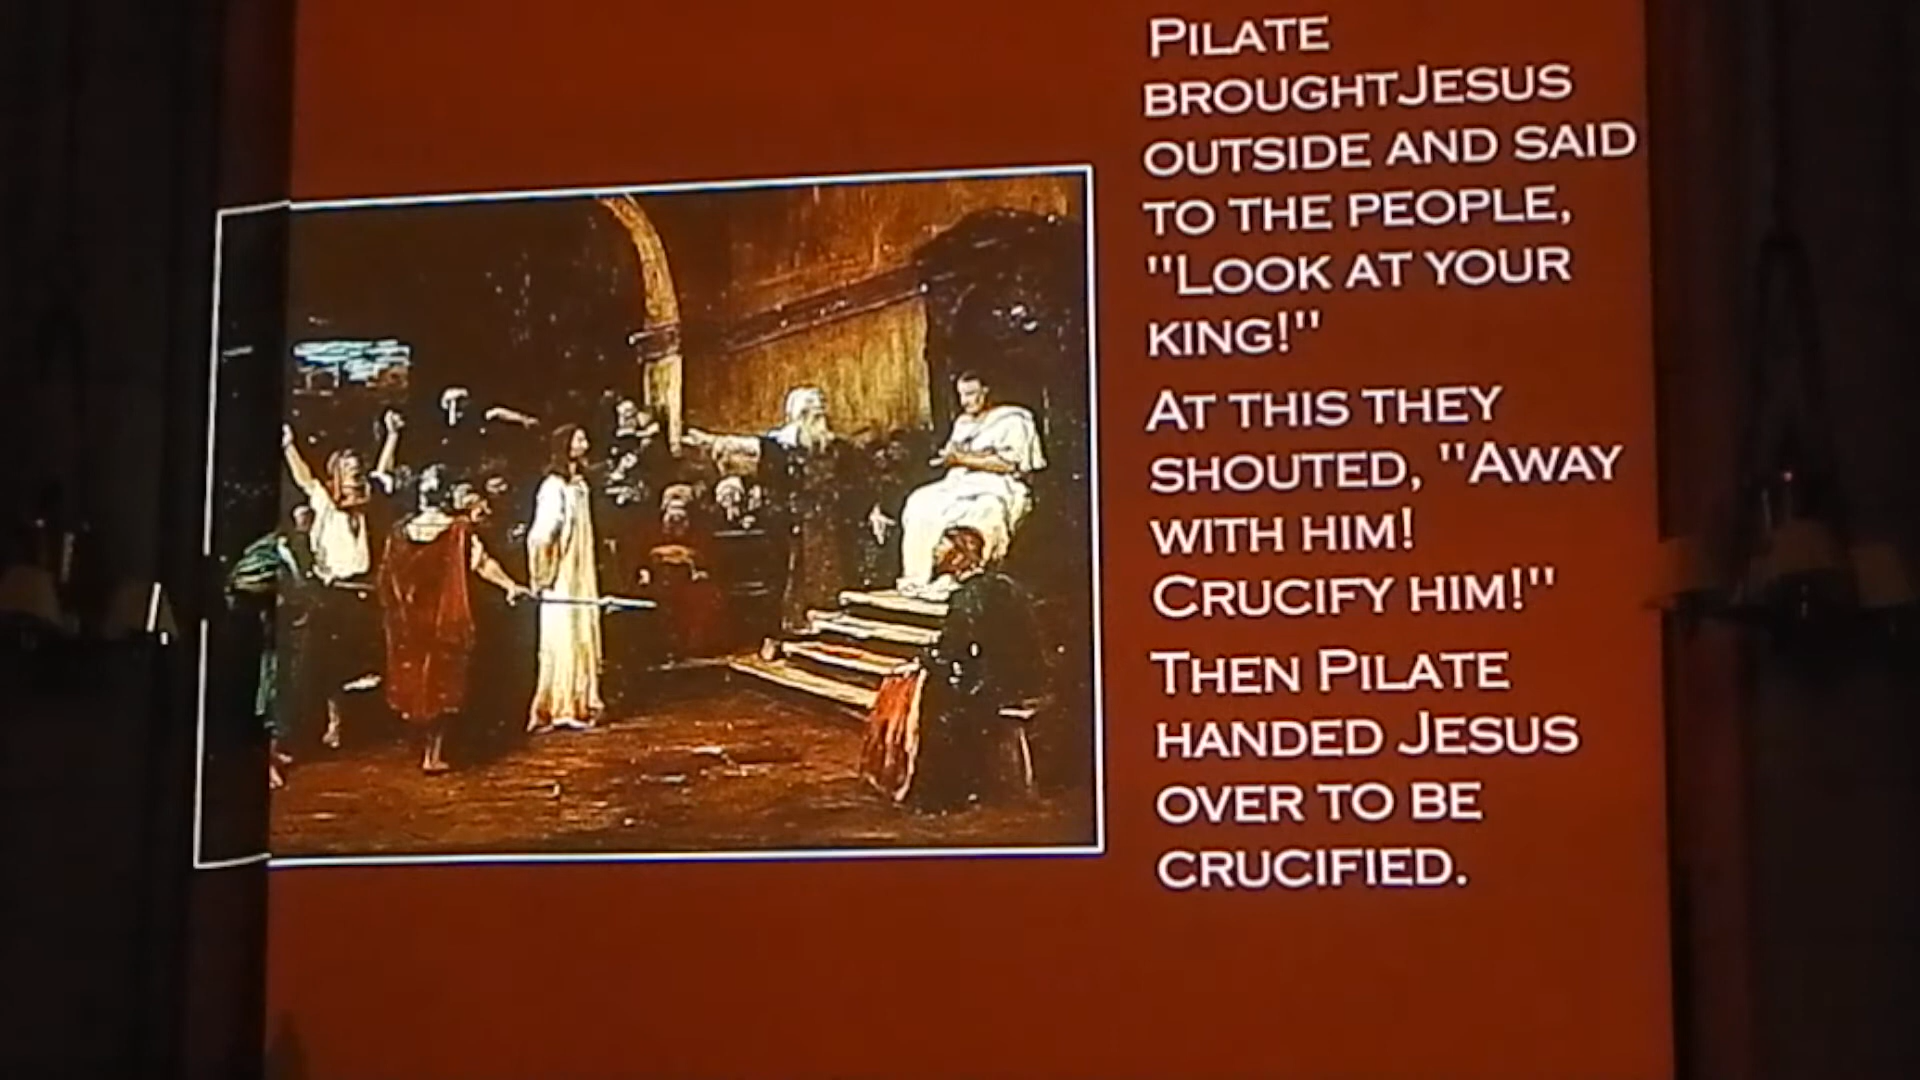 PILATE
BROUGHTJESUS
OUTSIDE AND SAID
TO THE PEOPLE,
"LOOK AT YOUR
KING!"
AT THIS THEY
SHOUTED, "AWAY
WITH HIM!
CRUCIFY HIM!"
THEN PILATE
HANDED JESUS
OVER TO BE
CRUCIFIED.